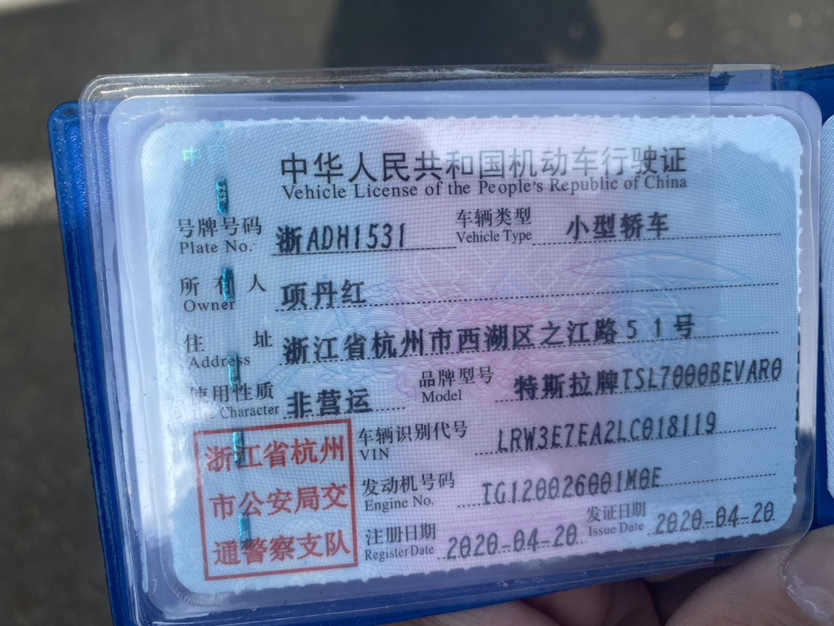 中华人民共和国机动车行驶证
Vehicle License of the People's Republic of China
号牌号码 浙ADH1531 车辆类型 小型轿车
Plate No. Vehicle Type
所有人 项丹红
Owner
住址 浙江省杭州市西湖区之江路51号
Address
使用性质 非营运 品牌型号 特斯拉牌TSL7000BEVAR0
Use Character Model
浙江省杭州 车辆识别代号 LRW3E7EA2LC018119
VIN
市公安局交 发动机号码 TG120026001M0E
Engine No.
通警察支队 注册日期 2020-04-20 发证日期 2020-04-20
Register Date Issue Date